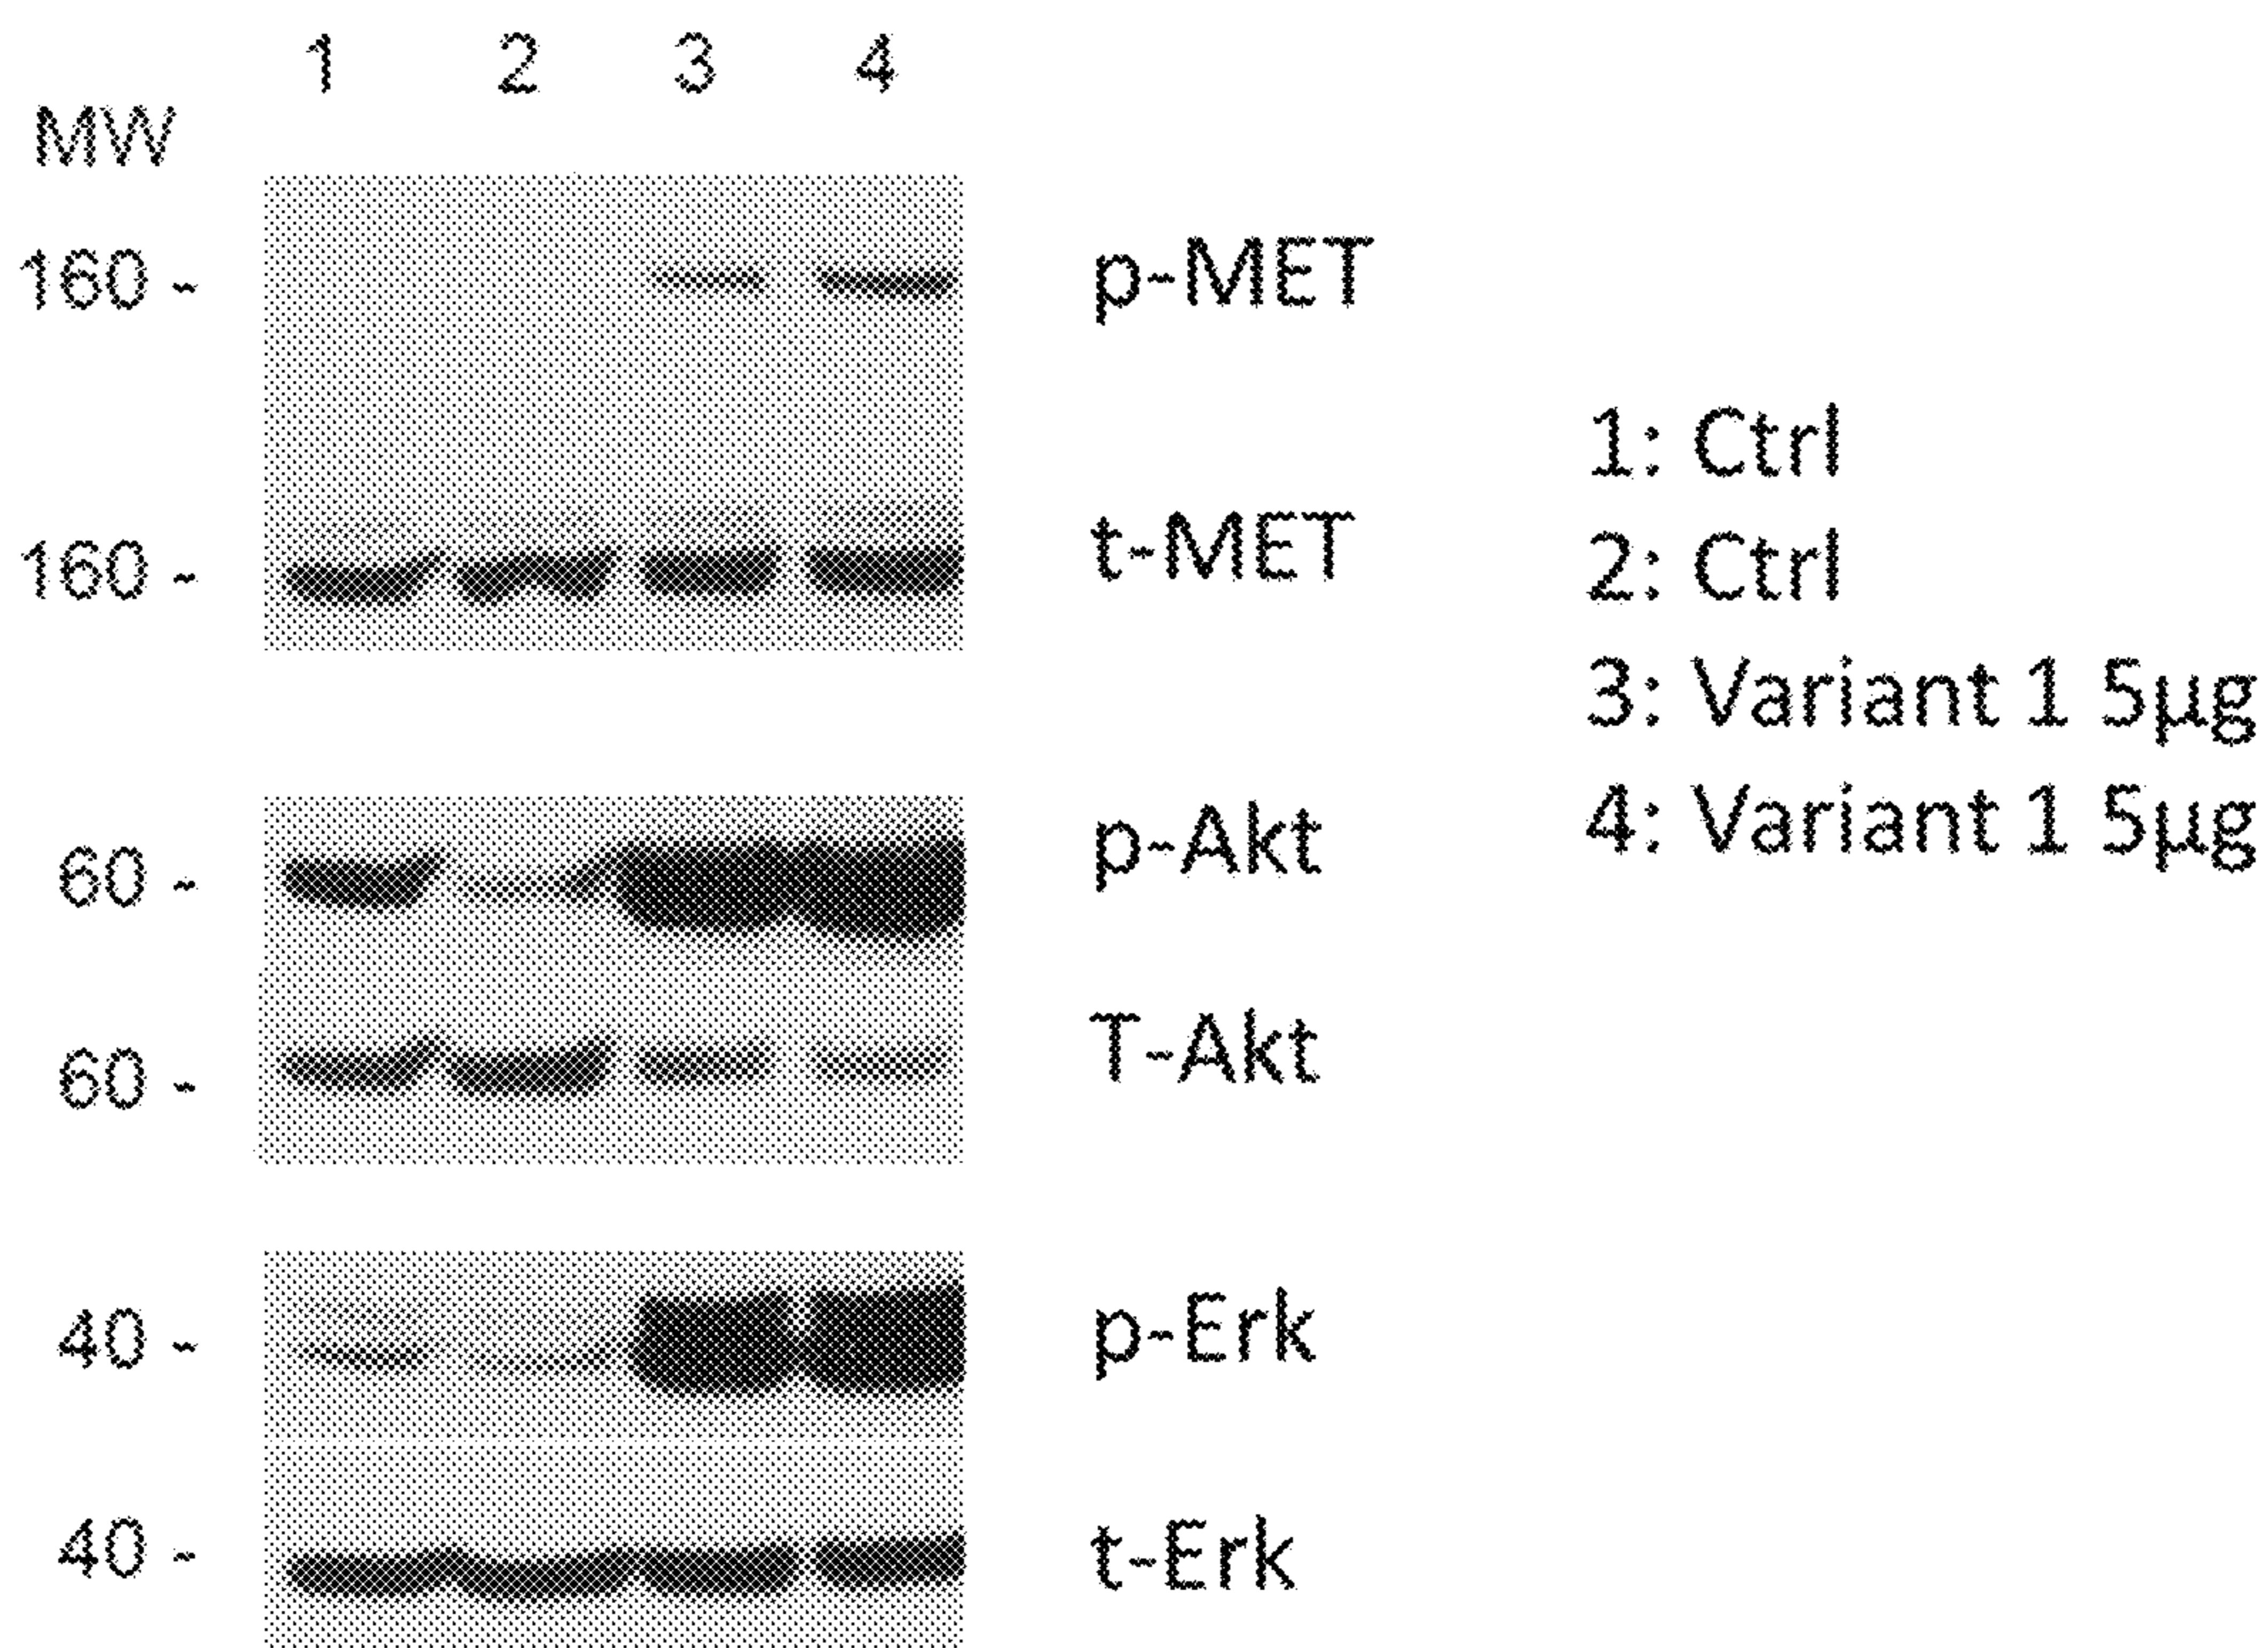 1 2 3 4
MW
160 - p-MET
160 - t-MET
1: Ctrl
2: Ctrl
3: Variant 1 5µg
4: Variant 1 5µg
60 - p-Akt
60 - T-Akt
40 - p-Erk
40 - t-Erk